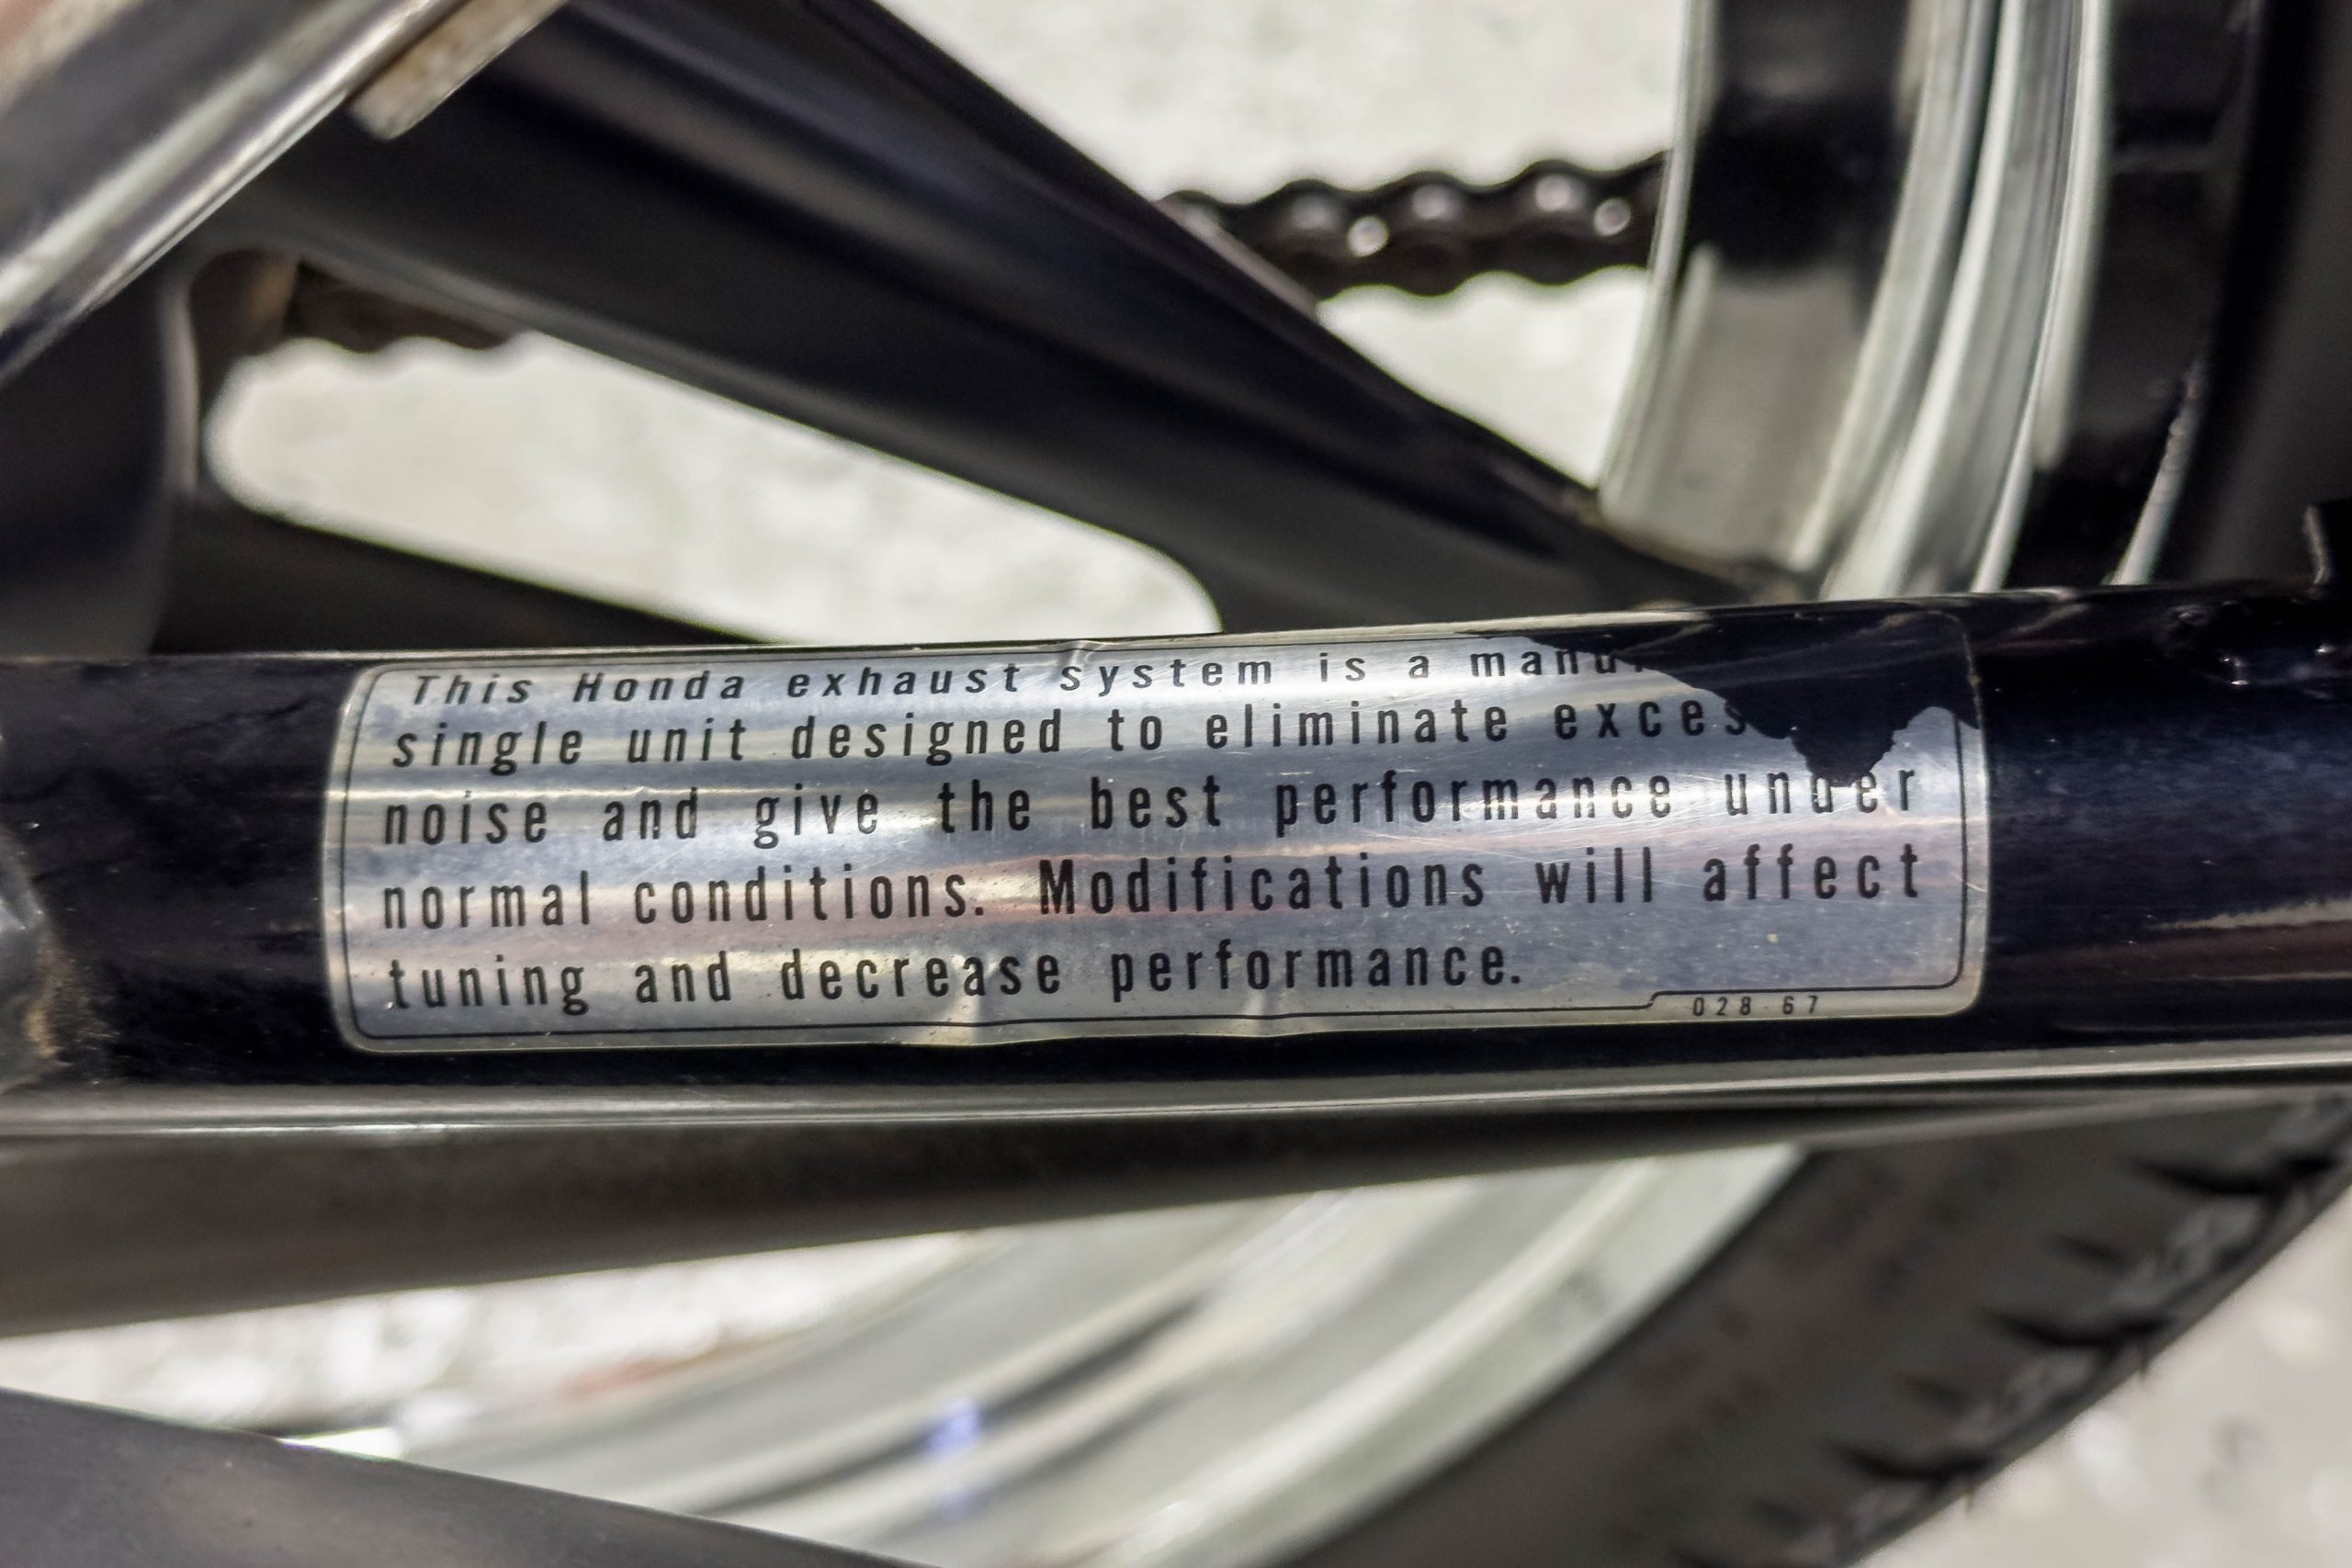 This Honda exhaust system is a
single unit designed to eliminate
noise and give the best performance under
normal conditions. Modifications will affect
tuning and decrease performance.
028-67